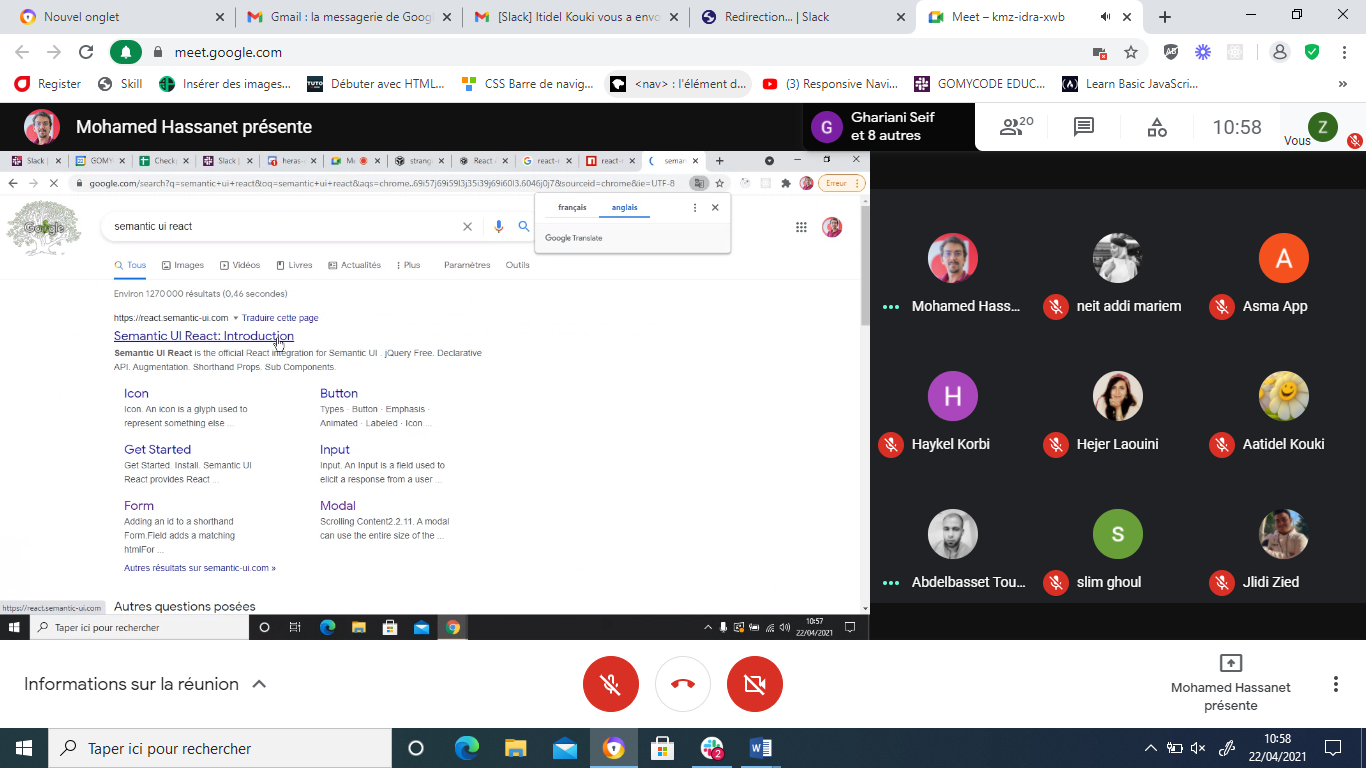 Nouvel onglet
Gmail : la messagerie de Goog
[Slack] Itidel Kouki vous a envo
Redirection... | Slack
Meet – kmz-idra-xwb
meet.google.com
Register
Skill
Insérer des images...
Débuter avec HTML...
CSS Barre de navig...
<nav> : l'élément d...
(3) Responsive Navi...
GOMYCODE EDUC...
Learn Basic JavaScri...
»
Mohamed Hassanet présente
G
Ghariani Seif
et 8 autres
20
10:58
Vous
Z
Slack |
GOMY
Check
Slack |
heras-
Me
strang
React
react-
react-
semar
google.com/search?q=semantic+ui+react&oq=semantic+ui+react&aqs=chrome..69i57j69i59l3j35i39j69i60l3.6046j0j7&sourceid=chrome&ie=UTF-8
Erreur
Google
semantic ui react
français
anglais
Google Translate
Tous
Images
Vidéos
Livres
Actualités
Plus
Paramètres
Outils
Environ 1 270 000 résultats (0,46 secondes)
https://react.semantic-ui.com
Traduire cette page
Semantic UI React: Introduction
Semantic UI React is the official React integration for Semantic UI . jQuery Free. Declarative
API. Augmentation. Shorthand Props. Sub Components.
Icon
Icon. An icon is a glyph used to
represent something else ...
Button
Types · Button · Emphasis ·
Animated · Labeled · Icon ...
Get Started
Get Started. Install. Semantic UI
React provides React ...
Input
Input. An Input is a field used to
elicit a response from a user ...
Form
Adding an id to a shorthand
Form Field adds a matching
htmlFor ...
Modal
Scrolling Content2.2.11. A modal
can use the entire size of the ...
Autres résultats sur semantic-ui.com »
Autres questions posées
https://react.semantic-ui.com
Taper ici pour rechercher
10:57
22/04/2021
Mohamed Hass...
neit addi mariem
A
Asma App
H
Haykel Korbi
Hejer Laouini
Aatidel Kouki
Abdelbasset Tou...
S
slim ghoul
Jlidi Zied
Informations sur la réunion
Mohamed Hassanet
présente
Taper ici pour rechercher
2
10:58
22/04/2021